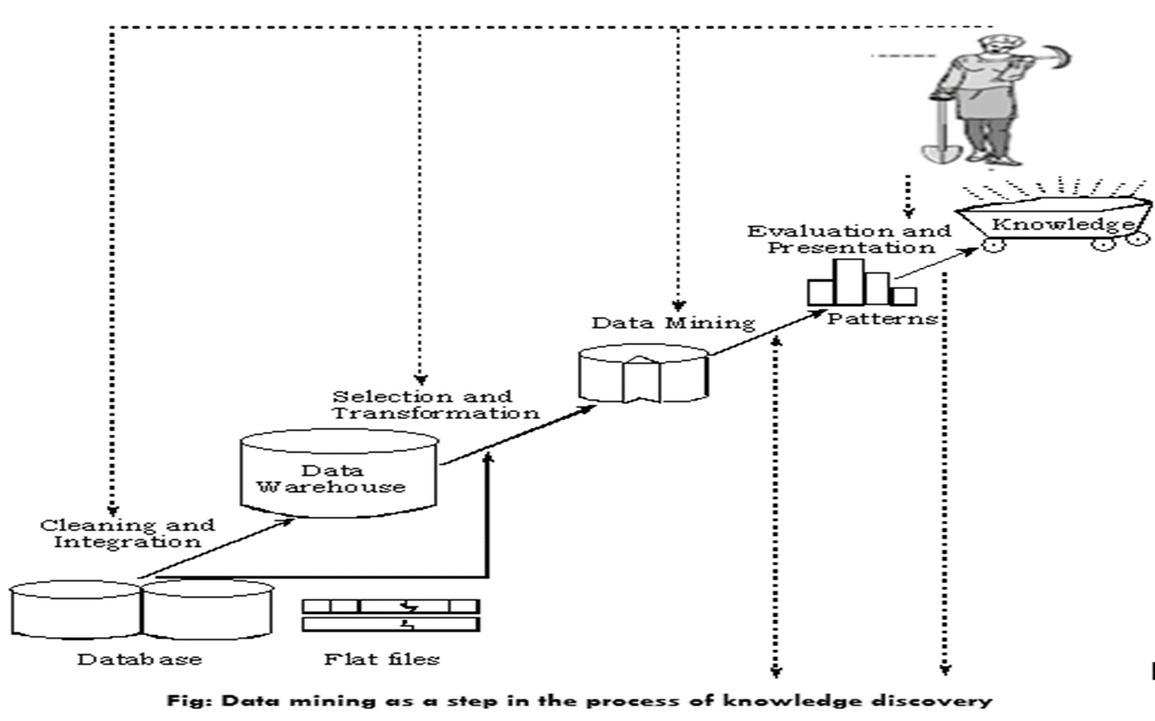 Knowledge
Evaluation and
Presentation
Patterns
Data Mining
Selection and
Transformation
Data
Warehouse
Cleaning and
Integration
Database
Flat files
Fig: Data mining as a step in the process of knowledge discovery